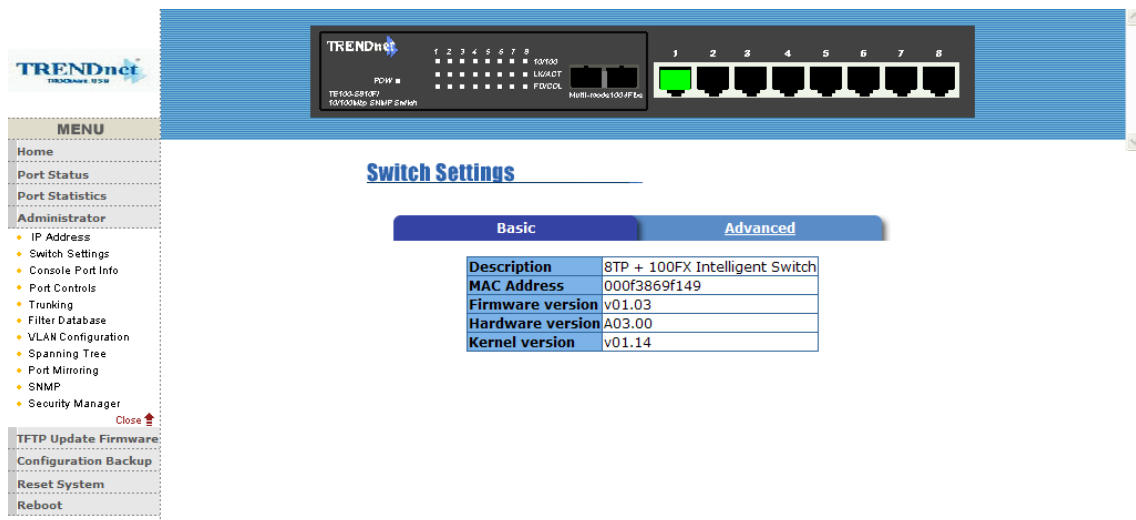 TRENDnet
TRENDnet
1 2 3 4 5 6 7 8
10/100
LK/ACT
FD/COL
POW
10/100Mbp SNMP Switch
1 2 3 4 5 6 7 8
MENU
Home
Port Status
Port Statistics
Administrator
IP Address
Switch Settings
Console Port Info
Port Controls
Trunking
Filter Database
VLAN Configuration
Spanning Tree
Port Mirroring
SNMP
Security Manager
Close
TFTP Update Firmware
Configuration Backup
Reset System
Reboot
Switch Settings
Basic Advanced
Description 8TP + 100FX Intelligent Switch
MAC Address 000f3869f149
Firmware version v01.03
Hardware version A03.00
Kernel version v01.14